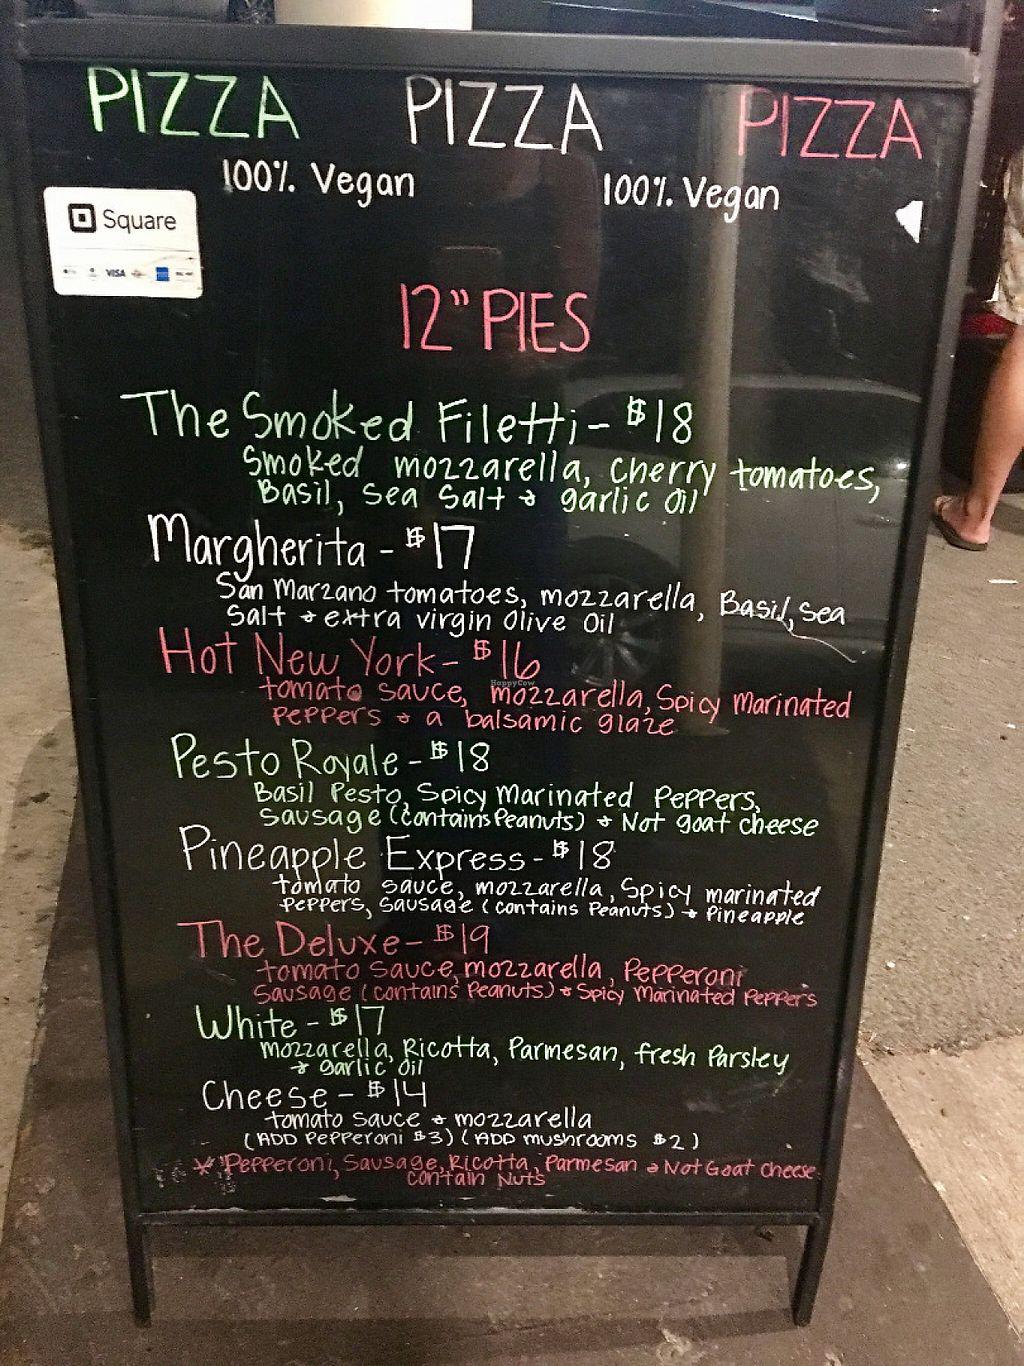 PIZZA PIZZA PIZZA
100% Vegan 100% Vegan
Square
VISA
12" PIES
The Smoked Filetti - $18
Smoked mozzarella, Cherry tomatoes,
Basil, Sea Salt + garlic oil
Margherita - $17
San Marzano tomatoes, mozzarella, Basil, Sea
Salt + extra virgin olive oil
Hot New York - $16
tomato sauce, mozzarella, Spicy Marinated
Peppers + a balsamic glaze
HappyCow
Pesto Royale - $18
Basil Pesto, Spicy Marinated Peppers,
Sausage (contains Peanuts) + Not goat cheese
Pineapple Express - $18
tomato sauce, mozzarella, Spicy marinated
Peppers, Sausage (contains Peanuts) + Pineapple
The Deluxe - $19
tomato sauce, mozzarella, Pepperoni
Sausage (contains Peanuts) + Spicy Marinated Peppers
White - $17
mozzarella, Ricotta, Parmesan, fresh Parsley
+ garlic oil
Cheese - $14
tomato sauce + mozzarella
(ADD Pepperoni $3) (ADD mushrooms $2)
* Pepperoni, Sausage, Ricotta, Parmesan + Not Goat cheese
contain Nuts